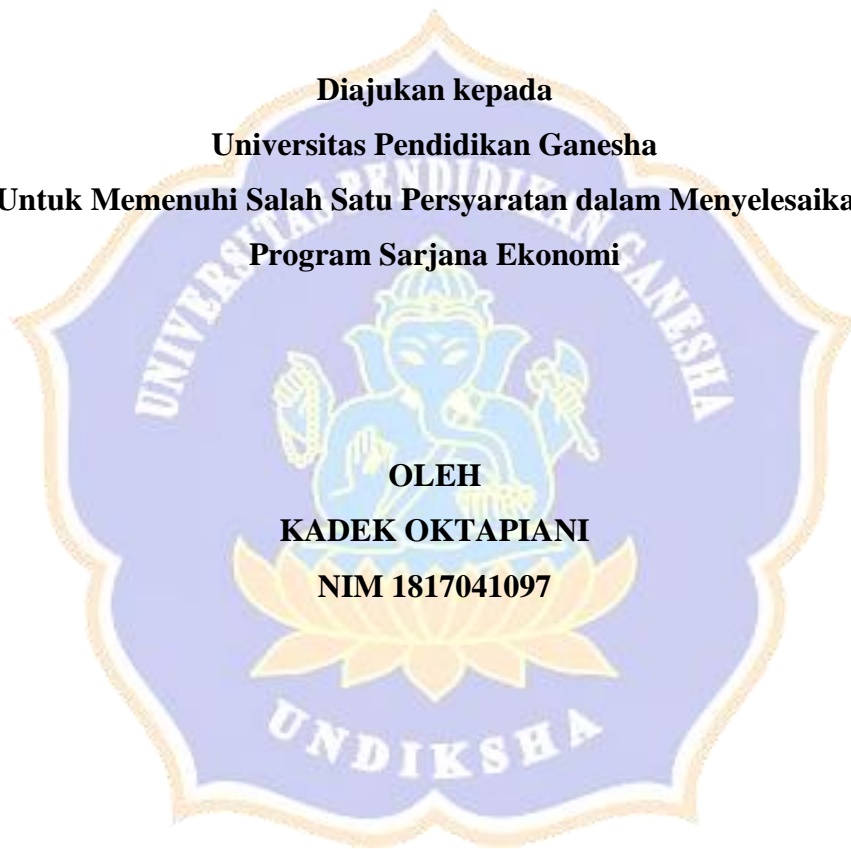 Diajukan kepada
Universitas Pendidikan Ganesha
Untuk Memenuhi Salah Satu Persyaratan dalam Menyelesaika
Program Sarjana Ekonomi
UNIVERSITAS PENDIDIKAN GANESHA
OLEH
KADEK OKTAPIANI
NIM 1817041097
UNDIKSHA